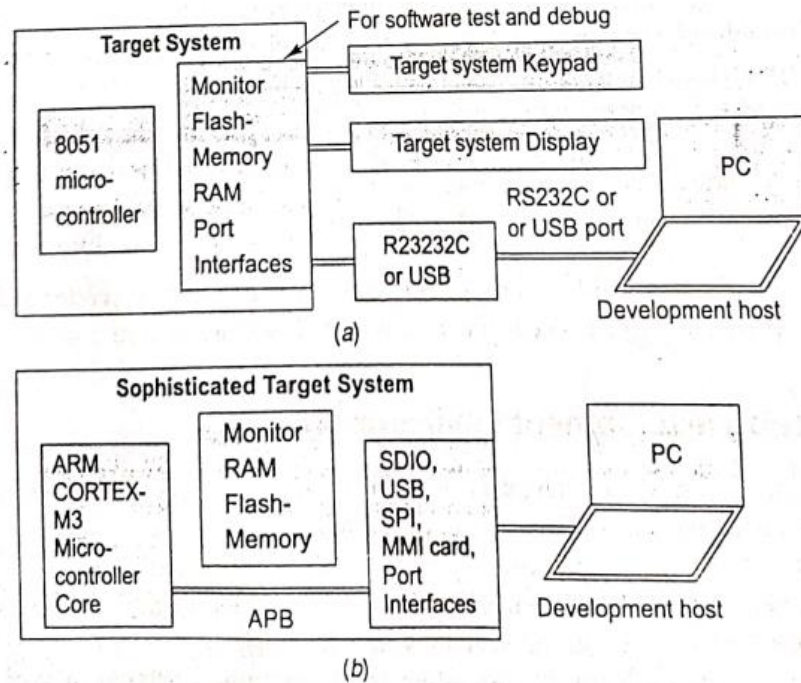 For software test and debug
Target System
Monitor
Flash-
Memory
RAM
Port
Interfaces
8051
micro-
controller
Target system Keypad
Target system Display
R23232C
or USB
RS232C or
or USB port
PC
Development host
(a)
Sophisticated Target System
ARM
CORTEX-
M3
Micro-
controller
Core
Monitor
RAM
Flash-
Memory
SDIO,
USB,
SPI,
MMI card,
Port
Interfaces
APB
PC
Development host
(b)